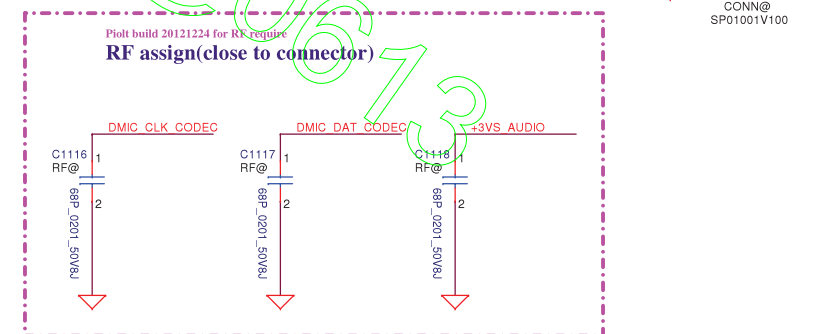 CONN@
SP01001V100
Piolt build 20121224 for RF require
RF assign(close to connector)
DMIC_CLK_CODEC
DMIC_DAT_CODEC
+3VS_AUDIO
C1116
RF@
1
2
68P_0201_50V8J
C1117
RF@
1
2
68P_0201_50V8J
C1118
RF@
1
2
68P_0201_50V8J